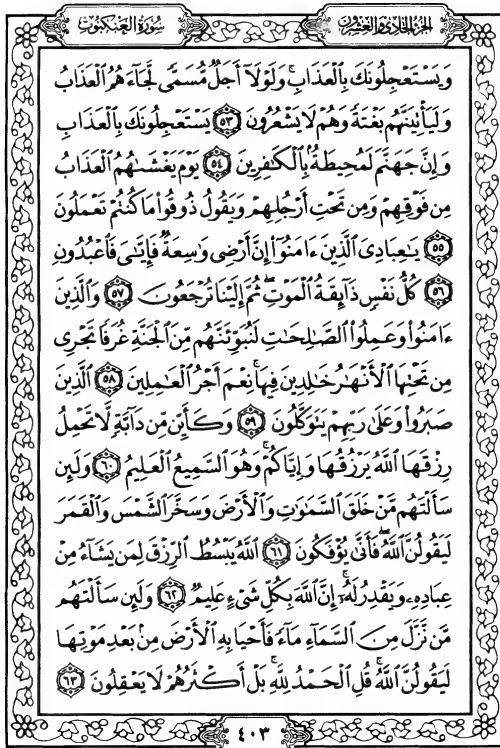 الجزء الحادي والعشرون
سورة العنكبوت
وَيَسْتَعْجِلُونَكَ بِالْعَذَابِ ۚ وَلَوْلَآ أَجَلٌ مُّسَمًّى لَّجَآءَهُمُ الْعَذَابُ
وَلَيَأْتِيَنَّهُم بَغْتَةً وَهُمْ لَا يَشْعُرُونَ ٥٣ يَسْتَعْجِلُونَكَ بِالْعَذَابِ
وَإِنَّ جَهَنَّمَ لَمُحِيطَةٌۢ بِالْكَٰفِرِينَ ٥٤ يَوْمَ يَغْشَىٰهُمُ الْعَذَابُ
مِن فَوْقِهِمْ وَمِن تَحْتِ أَرْجُلِهِمْ وَيَقُولُ ذُوقُوا۟ مَا كُنتُمْ تَعْمَلُونَ
٥٥ يَٰعِبَادِىَ الَّذِينَ ءَامَنُوٓا۟ إِنَّ أَرْضِى وَٰسِعَةٌ فَإِيَّٰىَ فَاعْبُدُونِ
٥٦ كُلُّ نَفْسٍ ذَآئِقَةُ الْمَوْتِ ۖ ثُمَّ إِلَيْنَا تُرْجَعُونَ ٥٧ وَالَّذِينَ
ءَامَنُوا۟ وَعَمِلُوا۟ الصَّٰلِحَٰتِ لَنُبَوِّئَنَّهُم مِّنَ الْجَنَّةِ غُرَفًا تَجْرِى
مِن تَحْتِهَا الْأَنْهَٰرُ خَٰلِدِينَ فِيهَا ۚ نِعْمَ أَجْرُ الْعَٰمِلِينَ ٥٨ الَّذِينَ
صَبَرُوا۟ وَعَلَىٰ رَبِّهِمْ يَتَوَكَّلُونَ ٥٩ وَكَأَيِّن مِّن دَآبَّةٍ لَّا تَحْمِلُ
رِزْقَهَا اللَّهُ يَرْزُقُهَا وَإِيَّاكُمْ ۚ وَهُوَ السَّمِيعُ الْعَلِيمُ ٦٠ وَلَئِن
سَأَلْتَهُم مَّنْ خَلَقَ السَّمَٰوَٰتِ وَالْأَرْضَ وَسَخَّرَ الشَّمْسَ وَالْقَمَرَ
لَيَقُولُنَّ اللَّهُ ۖ فَأَنَّىٰ يُؤْفَكُونَ ٦١ اللَّهُ يَبْسُطُ الرِّزْقَ لِمَن يَشَآءُ مِنْ
عِبَادِهِۦ وَيَقْدِرُ لَهُۥٓ ۚ إِنَّ اللَّهَ بِكُلِّ شَىْءٍ عَلِيمٌ ٦٢ وَلَئِن سَأَلْتَهُم
مَّن نَّزَّلَ مِنَ السَّمَآءِ مَآءً فَأَحْيَا بِهِ الْأَرْضَ مِنۢ بَعْدِ مَوْتِهَا
لَيَقُولُنَّ اللَّهُ ۚ قُلِ الْحَمْدُ لِلَّهِ ۚ بَلْ أَكْثَرُهُمْ لَا يَعْقِلُونَ ٦٣
٤٠٣